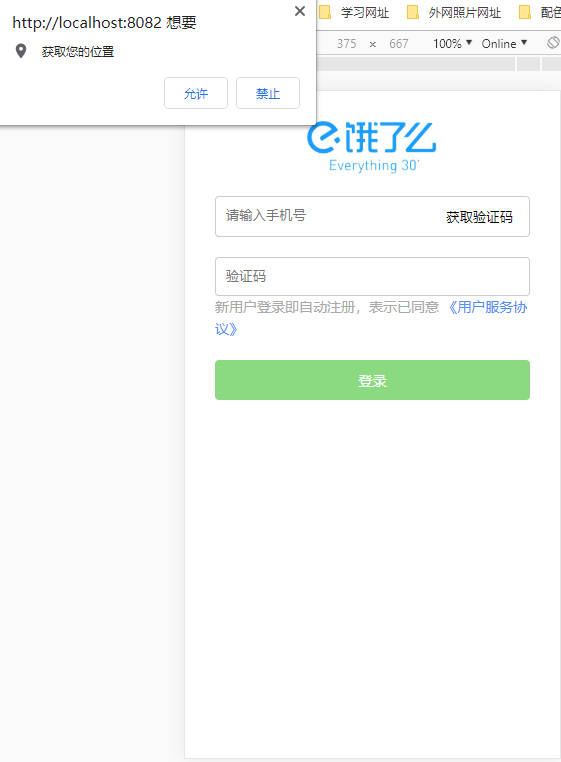 http://localhost:8082 想要
获取您的位置
允许 禁止
学习网址 外网照片网址
375 × 667 100% Online
e 饿了么
Everything 30'
请输入手机号 获取验证码
验证码
新用户登录即自动注册，表示已同意 《用户服务协
议》
登录